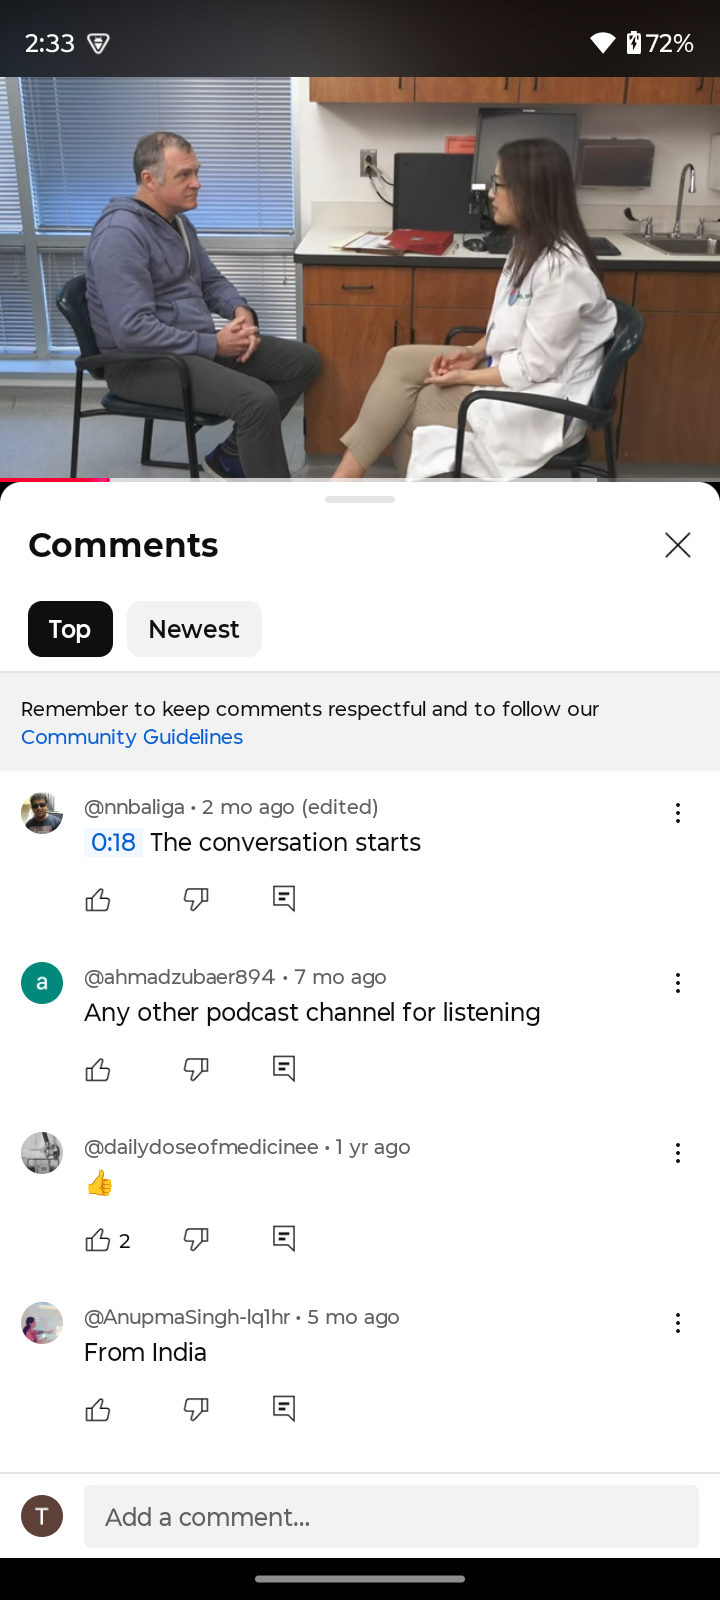 2:33
72%
Comments
Top
Newest
Remember to keep comments respectful and to follow our
Community Guidelines
@nnbaliga • 2 mo ago (edited)
0:18 The conversation starts
a
@ahmadzubaer894 • 7 mo ago
Any other podcast channel for listening
@dailydoseofmedicinee • 1 yr ago
👍
2
@AnupmaSingh-lq1hr • 5 mo ago
From India
T
Add a comment...